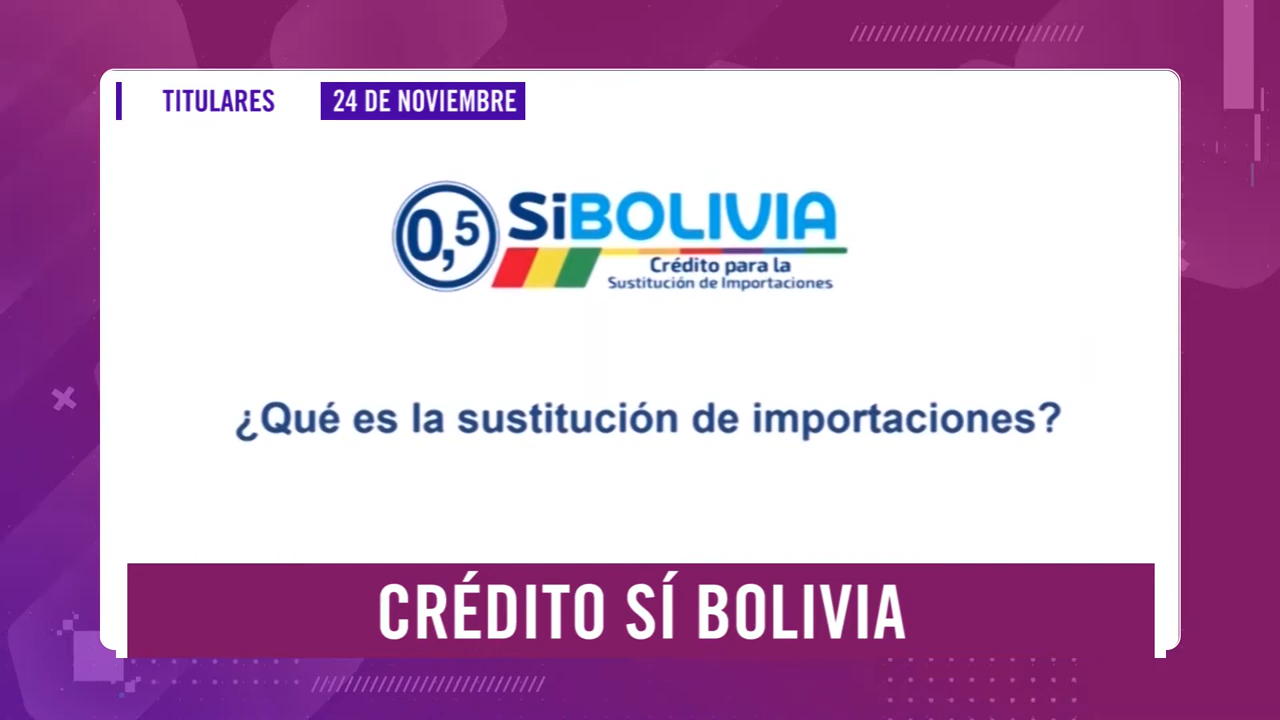 TITULARES
24 DE NOVIEMBRE
0,5
SiBOLIVIA
Crédito para la
Sustitución de Importaciones
¿Qué es la sustitución de importaciones?
CRÉDITO SÍ BOLIVIA